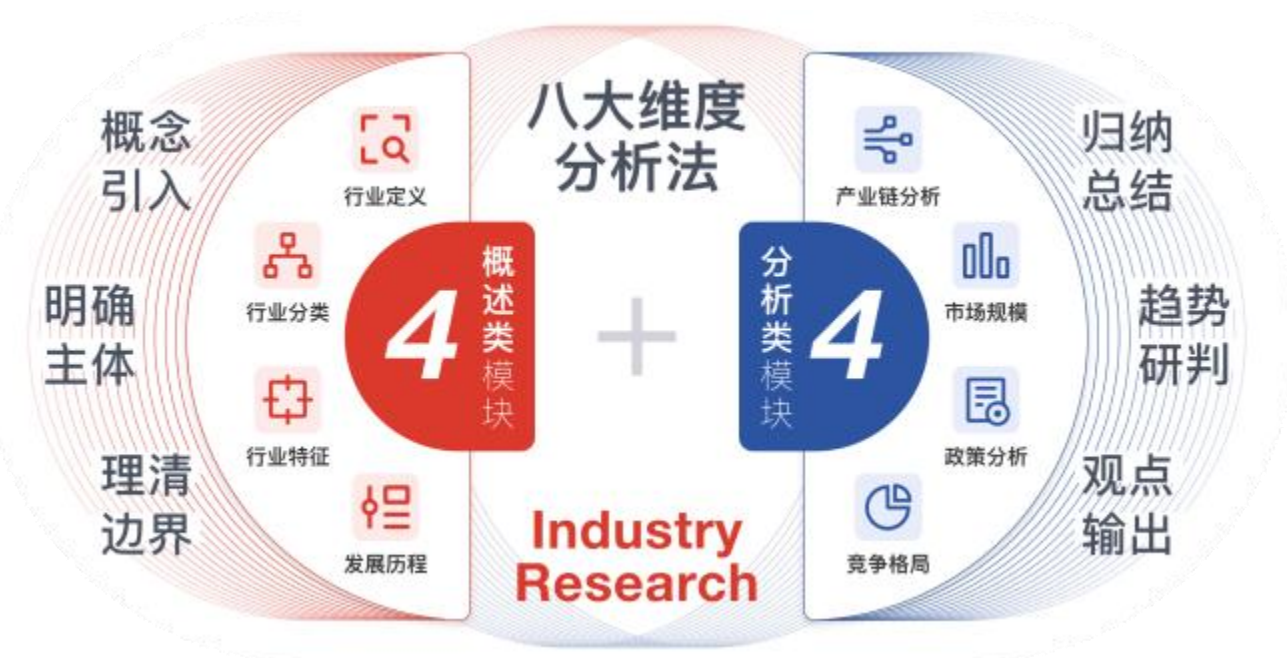 概念
引入
明确
主体
理清
边界
行业定义
行业分类
行业特征
发展历程
4
概述类模块
八大维度
分析法
Industry
Research
分析类模块
4
产业链分析
市场规模
政策分析
竞争格局
归纳
总结
趋势
研判
观点
输出